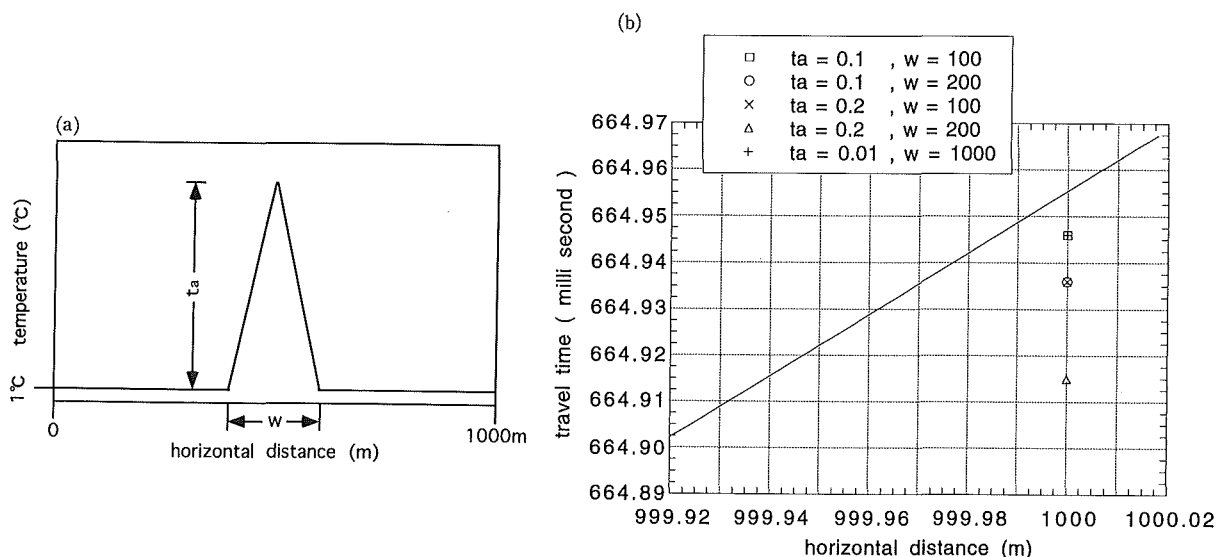 (a)
temperature (℃)
ta
1℃
w
0
1000m
horizontal distance (m)
(b)
ta = 0.1 , w = 100
ta = 0.1 , w = 200
ta = 0.2 , w = 100
ta = 0.2 , w = 200
ta = 0.01 , w = 1000
travel time ( milli second )
664.97
664.96
664.95
664.94
664.93
664.92
664.91
664.90
664.89
999.92 999.94 999.96 999.98 1000 1000.02
horizontal distance (m)